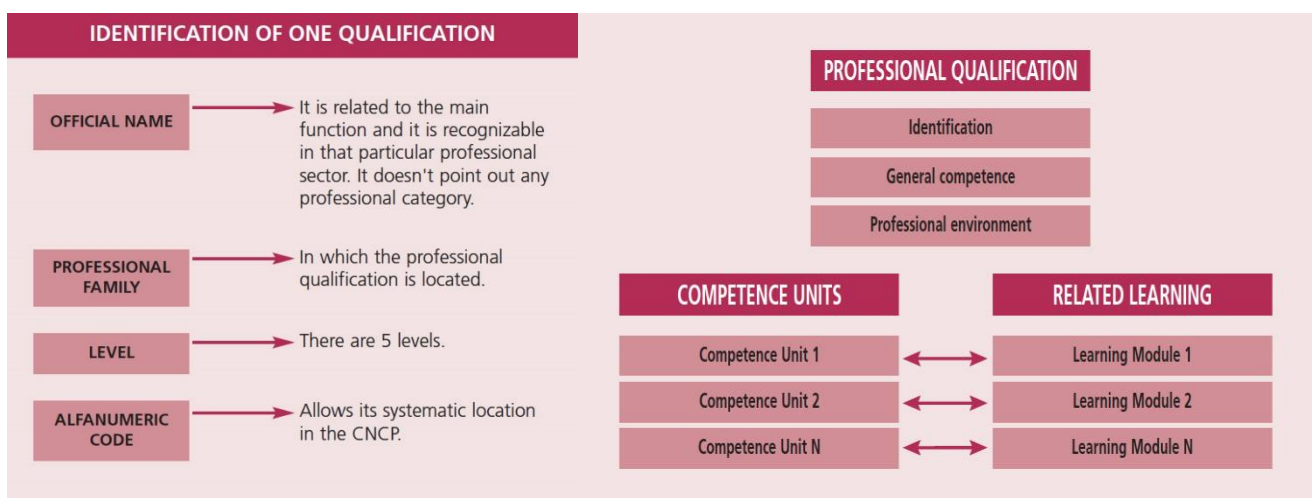 IDENTIFICATION OF ONE QUALIFICATION
OFFICIAL NAME
It is related to the main
function and it is recognizable
in that particular professional
sector. It doesn't point out any
professional category.
PROFESSIONAL
FAMILY
In which the professional
qualification is located.
LEVEL
There are 5 levels.
ALFANUMERIC
CODE
Allows its systematic location
in the CNCP.
PROFESSIONAL QUALIFICATION
Identification
General competence
Professional environment
COMPETENCE UNITS
RELATED LEARNING
Competence Unit 1
Learning Module 1
Competence Unit 2
Learning Module 2
Competence Unit N
Learning Module N